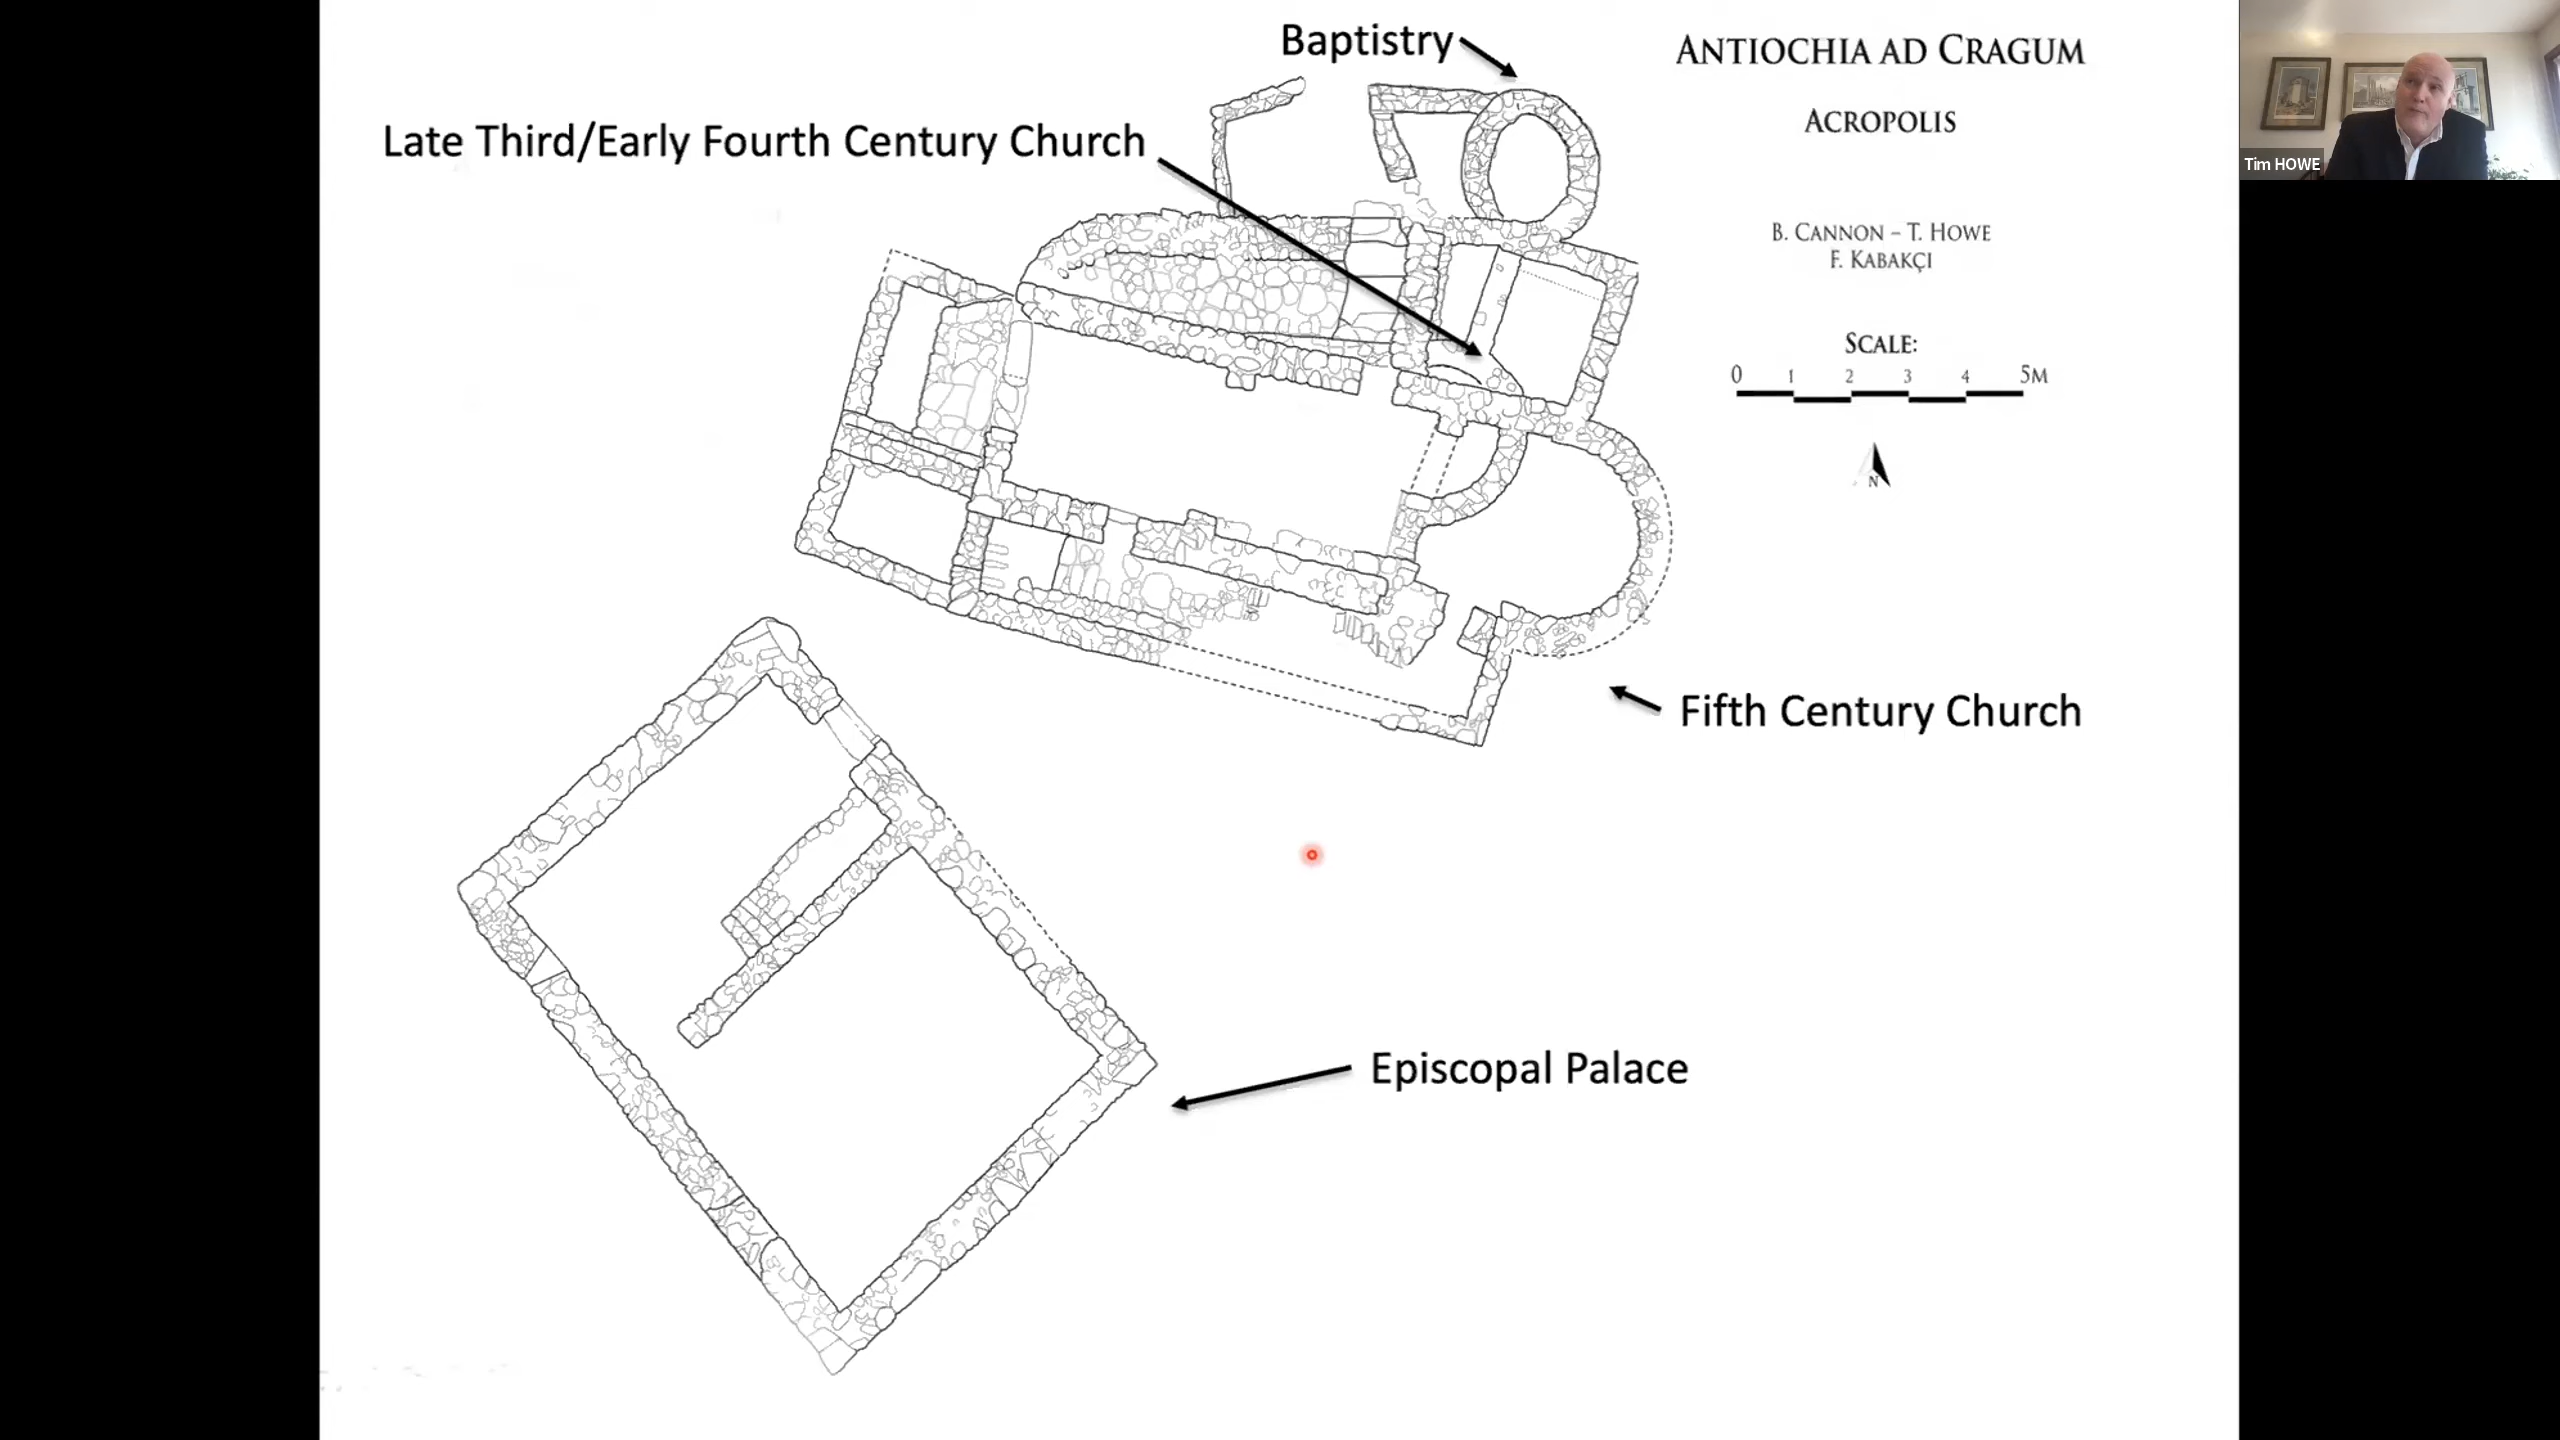 Baptistry
Late Third/Early Fourth Century Church
ANTIOCHIA AD CRAGUM
ACROPOLIS
B. CANNON – T. HOWE
F. KABAKÇI
SCALE:
0 1 2 3 4 5M
N
Fifth Century Church
Episcopal Palace
Tim HOWE